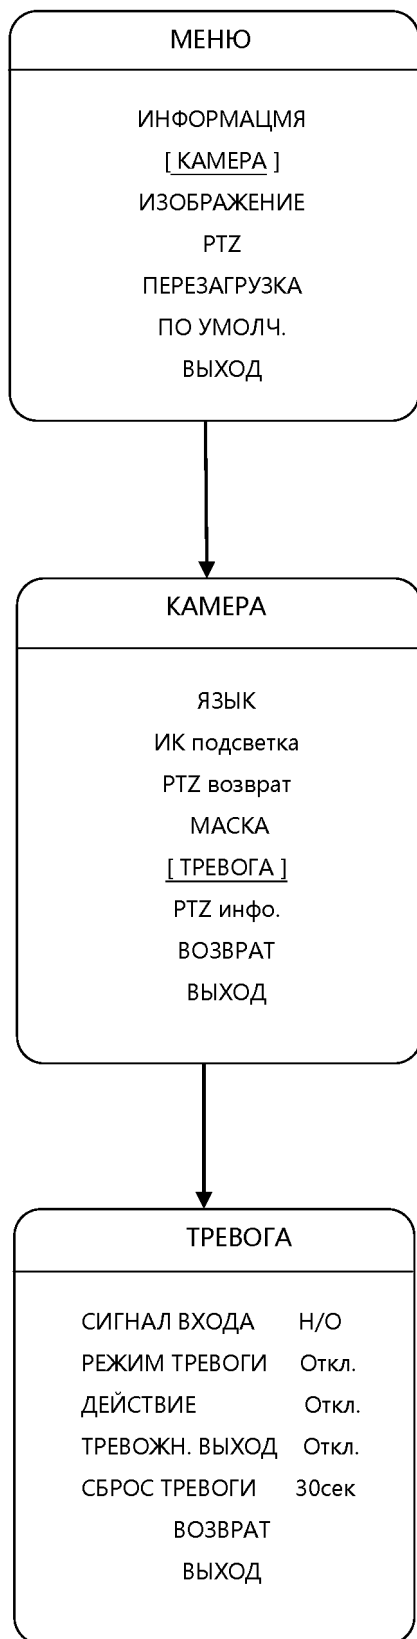 МЕНЮ
ИНФОРМАЦМЯ
[ КАМЕРА ]
ИЗОБРАЖЕНИЕ
PTZ
ПЕРЕЗАГРУЗКА
ПО УМОЛЧ.
ВЫХОД
КАМЕРА
ЯЗЫК
ИК подсветка
PTZ возврат
МАСКА
[ ТРЕВОГА ]
PTZ инфо.
ВОЗВРАТ
ВЫХОД
ТРЕВОГА
СИГНАЛ ВХОДА Н/О
РЕЖИМ ТРЕВОГИ Откл.
ДЕЙСТВИЕ Откл.
ТРЕВОЖН. ВЫХОД Откл.
СБРОС ТРЕВОГИ 30сек
ВОЗВРАТ
ВЫХОД